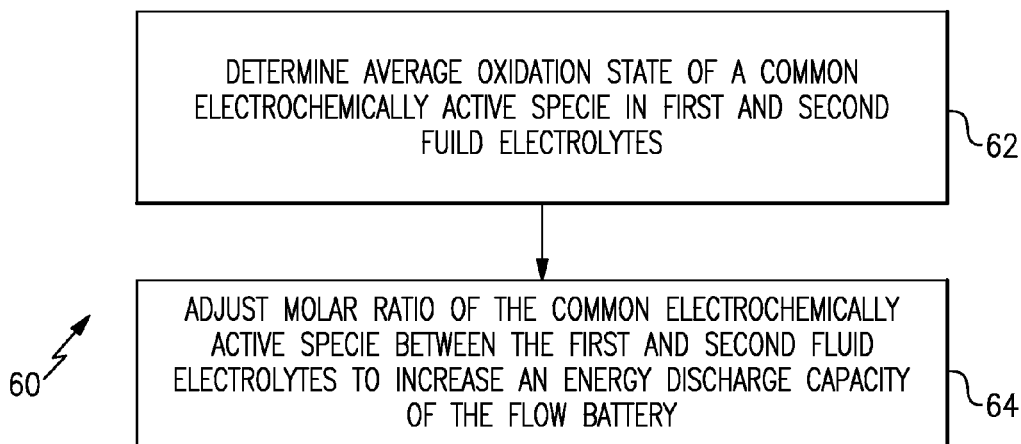 DETERMINE AVERAGE OXIDATION STATE OF A COMMON
ELECTROCHEMICALLY ACTIVE SPECIE IN FIRST AND SECOND
FUILD ELECTROLYTES
62
ADJUST MOLAR RATIO OF THE COMMON ELECTROCHEMICALLY
ACTIVE SPECIE BETWEEN THE FIRST AND SECOND FLUID
ELECTROLYTES TO INCREASE AN ENERGY DISCHARGE CAPACITY
OF THE FLOW BATTERY
60
64